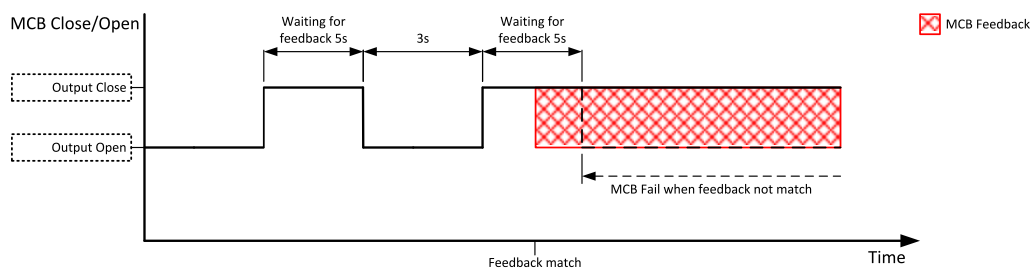 MCB Close/Open
Waiting for
feedback 5s
3s
Waiting for
feedback 5s
MCB Feedback
Output Close
Output Open
MCB Fail when feedback not match
Time
Feedback match